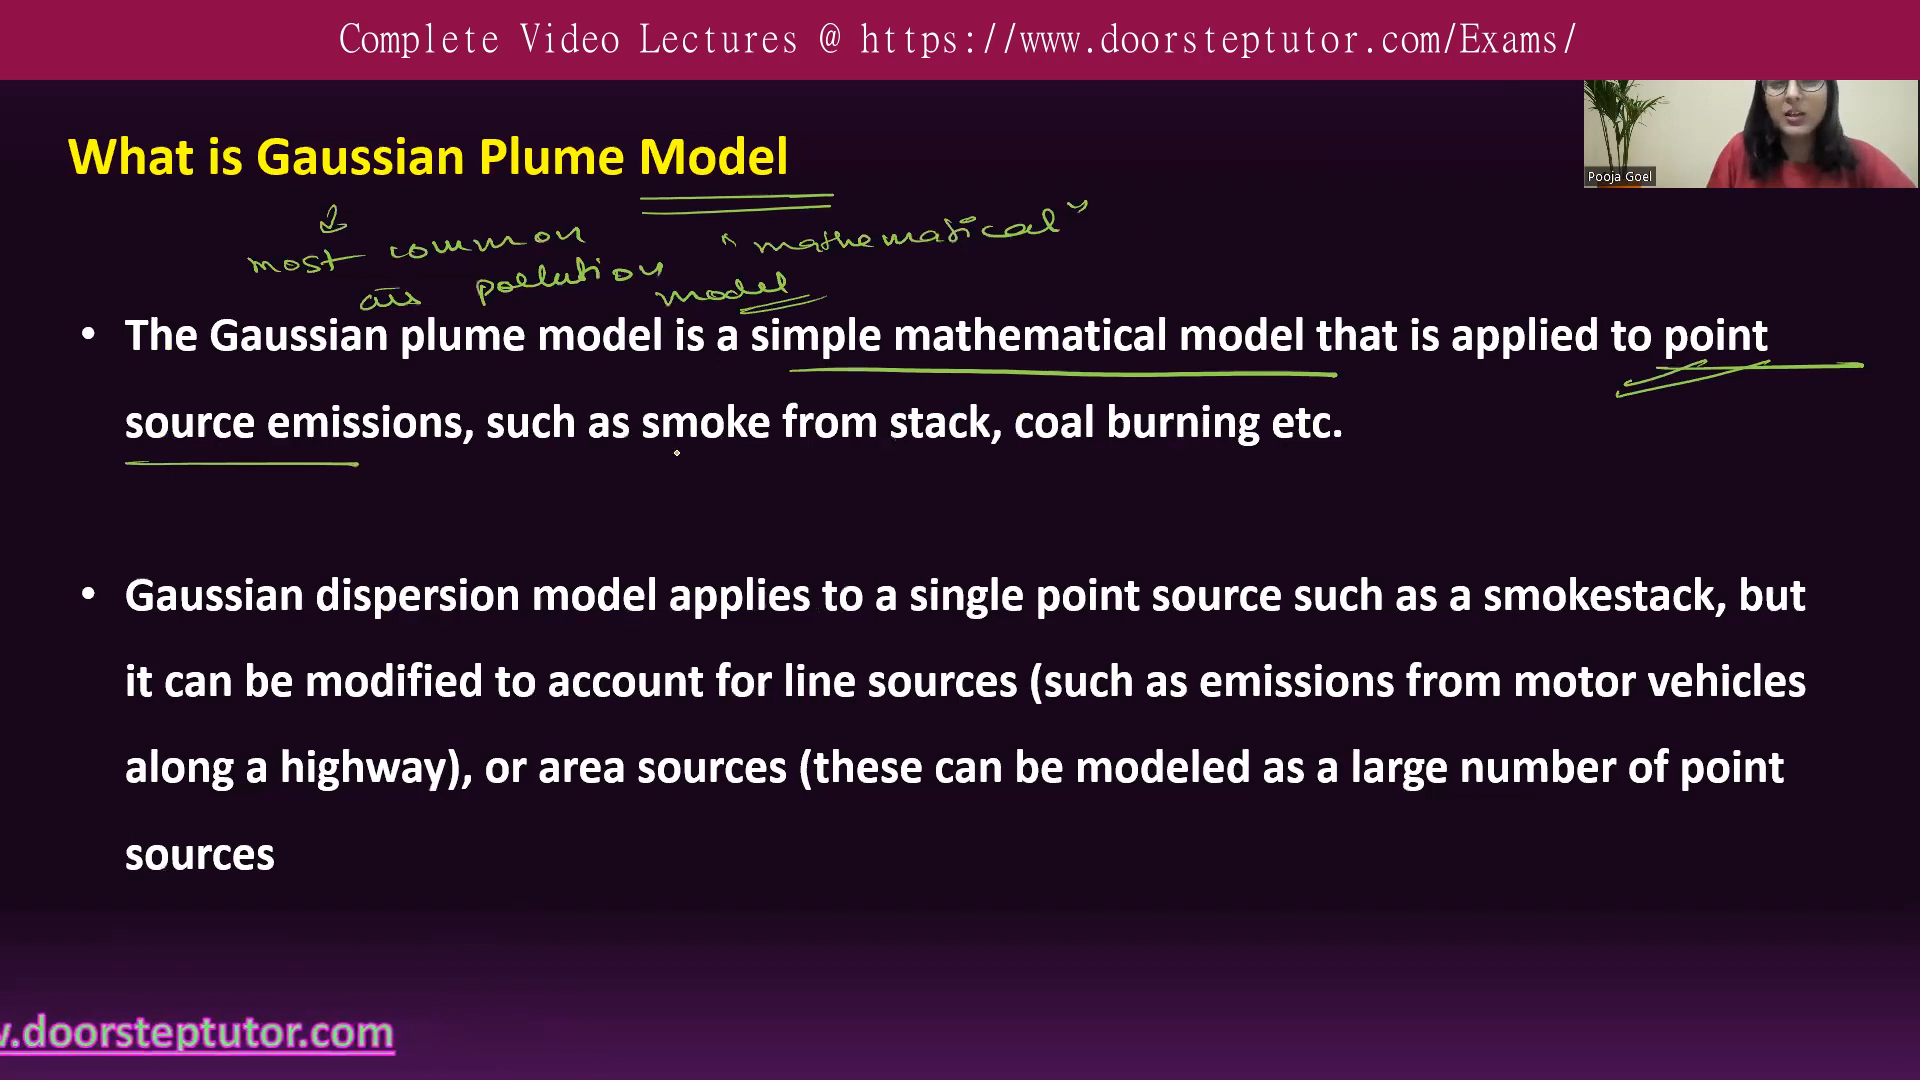 Complete Video Lectures @ https://www.doorsteptutor.com/Exams/
Pooja Goel
What is Gaussian Plume Model
most common "mathematical"
air pollution model
• The Gaussian plume model is a simple mathematical model that is applied to point
source emissions, such as smoke from stack, coal burning etc.
• Gaussian dispersion model applies to a single point source such as a smokestack, but
it can be modified to account for line sources (such as emissions from motor vehicles
along a highway), or area sources (these can be modeled as a large number of point
sources
w.doorsteptutor.com